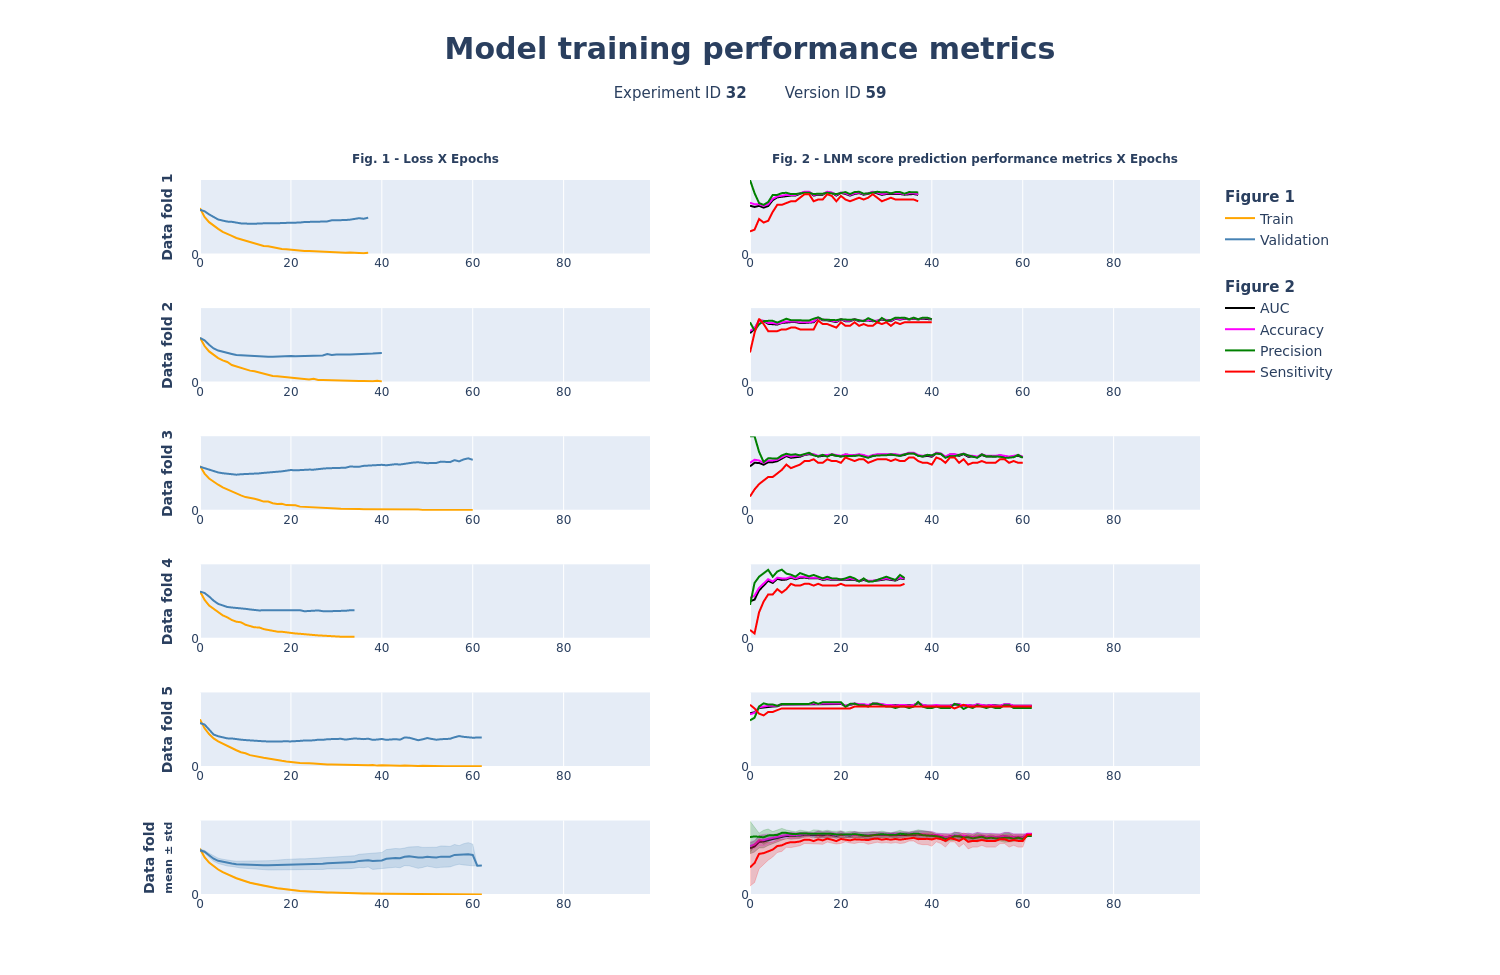 Model training performance metrics
Experiment ID 32 Version ID 59
Fig. 1 - Loss X Epochs
Fig. 2 - LNM score prediction performance metrics X Epochs
Data fold 1
0
0 20 40 60 80
0
0 20 40 60 80
Figure 1
Train
Validation
Figure 2
AUC
Accuracy
Precision
Sensitivity
Data fold 2
0
0 20 40 60 80
0
0 20 40 60 80
Data fold 3
0
0 20 40 60 80
0
0 20 40 60 80
Data fold 4
0
0 20 40 60 80
0
0 20 40 60 80
Data fold 5
0
0 20 40 60 80
0
0 20 40 60 80
Data fold
mean ± std
0
0 20 40 60 80
0
0 20 40 60 80